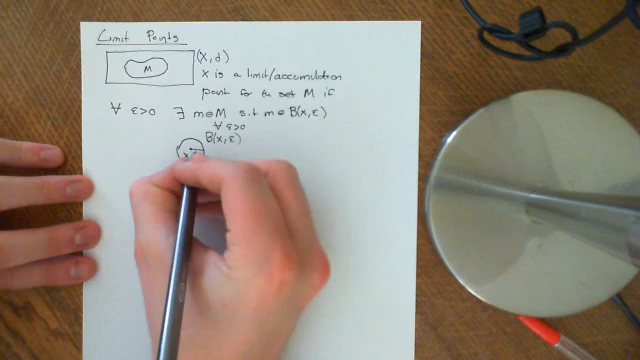 Limit Points
M
(X, d)
x is a limit/accumulation
point for the set M if
∀ ε>0 ∃ m∈M s.t m∈B(x, ε)
∀ ε>0
B(x, ε)
x